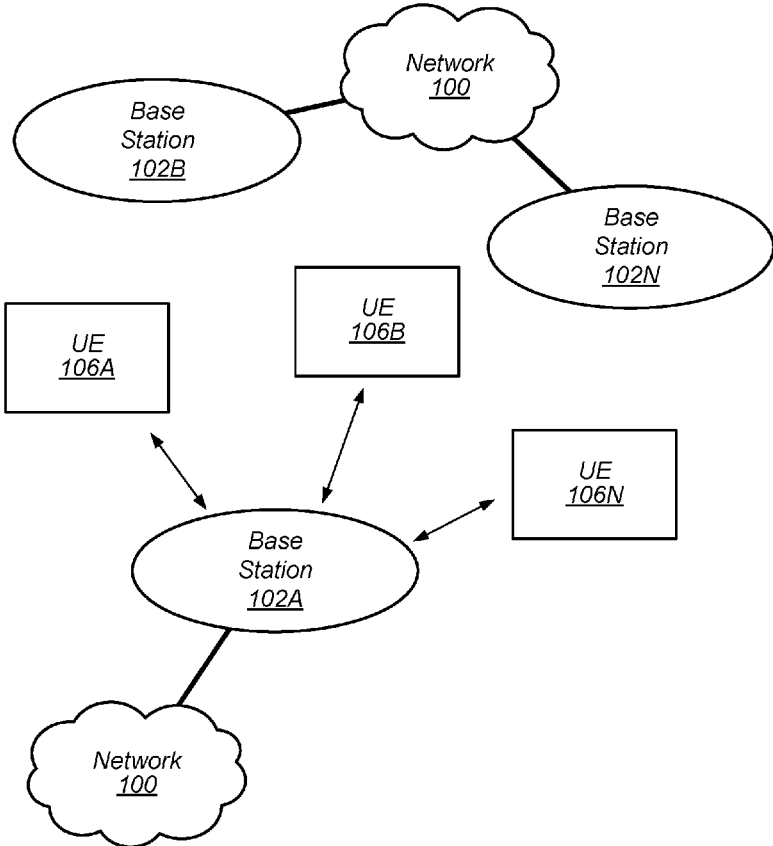 Network
100
Base
Station
102B
Base
Station
102N
UE
106B
UE
106A
UE
106N
Base
Station
102A
Network
100